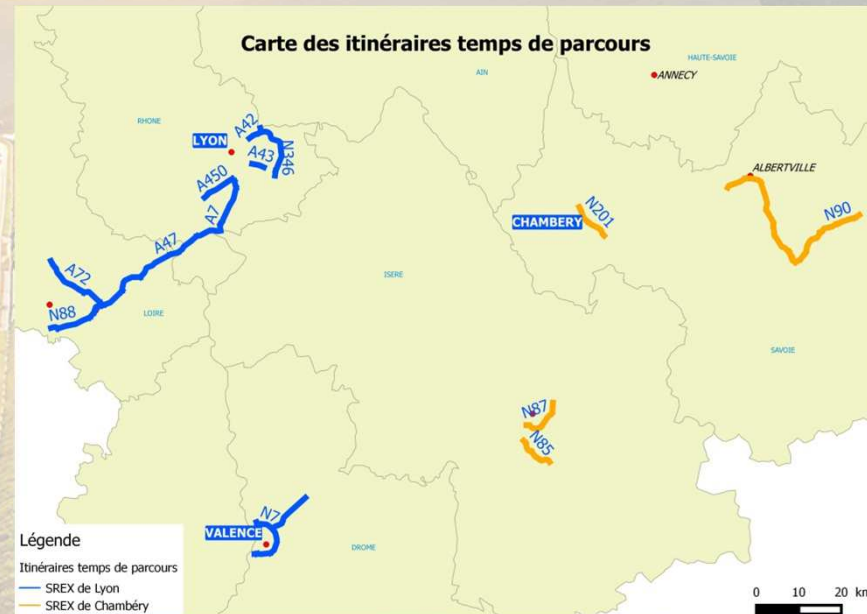 Carte des itinéraires temps de parcours
HAUTE-SAVOIE
AIN
ANNECY
RHONE
A42
LYON
N346
A43
ALBERTVILLE
A450
A7
N201
CHAMBERY
N90
A47
A72
ISERE
N88
LOIRE
SAVOIE
N87
N85
N7
VALENCE
DROME
Légende
Itinéraires temps de parcours
SREX de Lyon
SREX de Chambéry
0 10 20 km